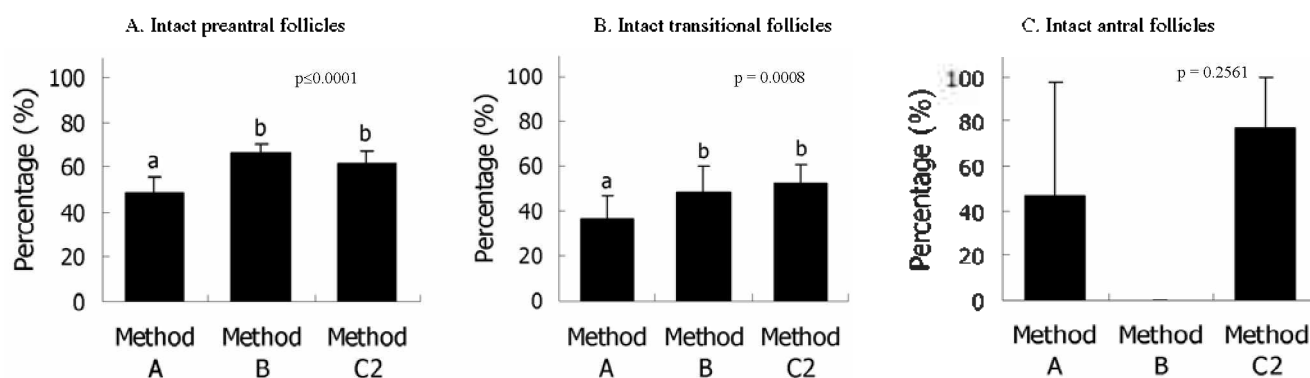 A. Intact preantral follicles
p≤0.0001
Percentage (%)
100
80
60
40
20
0
a
b
b
Method A
Method B
Method C2
B. Intact transitional follicles
p = 0.0008
Percentage (%)
100
80
60
40
20
0
a
b
b
Method A
Method B
Method C2
C. Intact antral follicles
p = 0.2561
Percentage (%)
100
80
60
40
20
0
Method A
Method B
Method C2